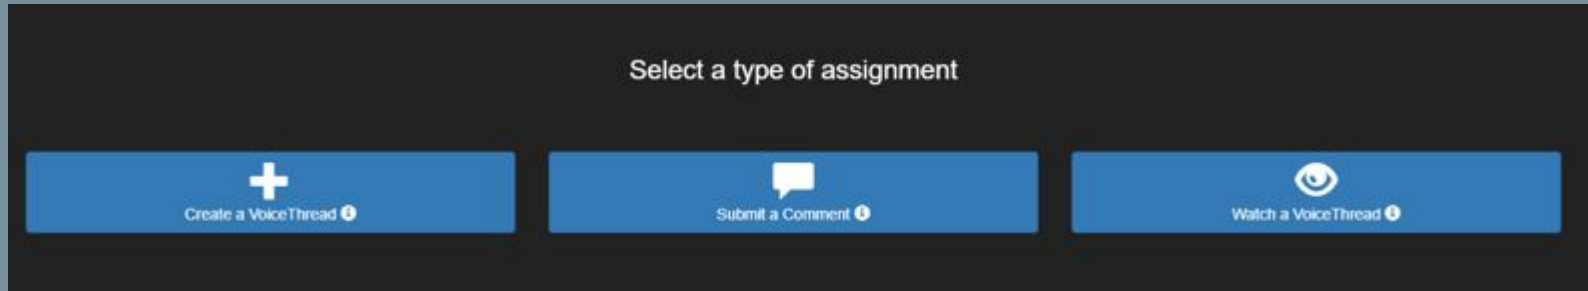 Select a type of assignment
Create a VoiceThread
Submit a Comment
Watch a VoiceThread